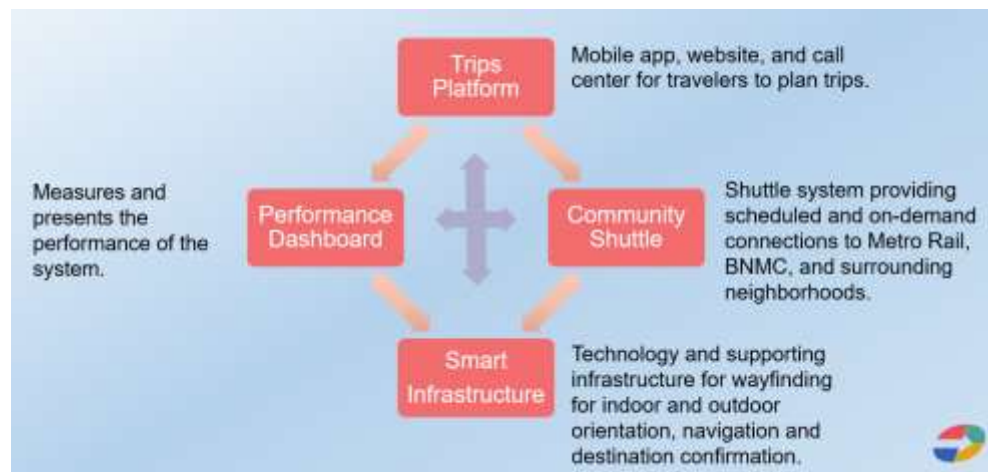 Trips
Platform
Mobile app, website, and call
center for travelers to plan trips.
Measures and
presents the
performance of the
system.
Performance
Dashboard
Community
Shuttle
Shuttle system providing
scheduled and on-demand
connections to Metro Rail,
BNMC, and surrounding
neighborhoods.
Smart
Infrastructure
Technology and supporting
infrastructure for wayfinding
for indoor and outdoor
orientation, navigation and
destination confirmation.